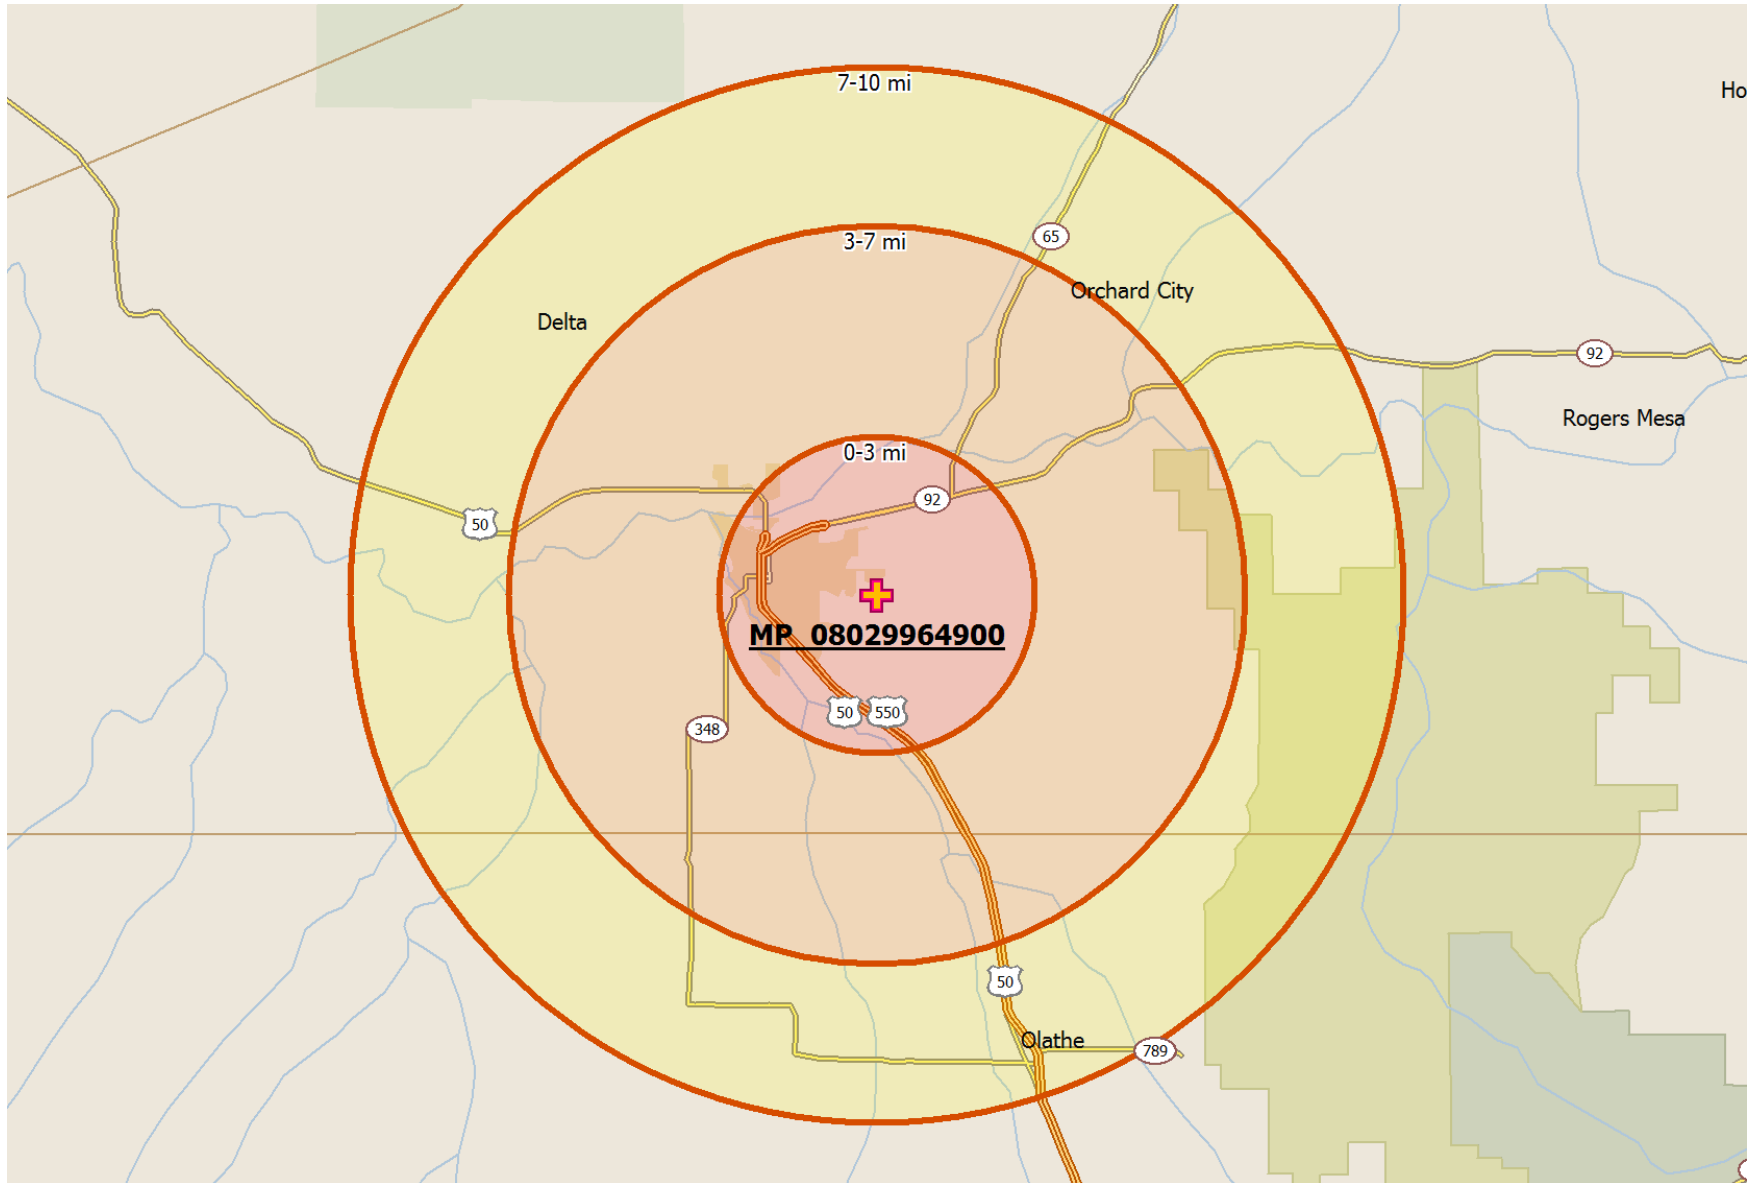 7-10 mi
Ho
3-7 mi
65
Orchard City
Delta
92
Rogers Mesa
0-3 mi
92
50
MP 08029964900
50
550
348
50
Olathe
789